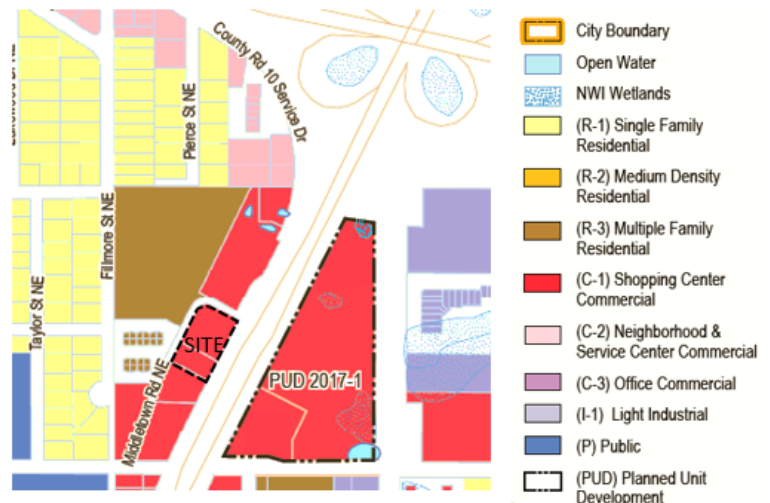 County Rd 10 Service Dr
Pierce St NE
Fillmore St NE
Taylor St NE
SITE
Middletown Rd NE
PUD 2017-1
City Boundary
Open Water
NWI Wetlands
(R-1) Single Family
Residential
(R-2) Medium Density
Residential
(R-3) Multiple Family
Residential
(C-1) Shopping Center
Commercial
(C-2) Neighborhood &
Service Center Commercial
(C-3) Office Commercial
(I-1) Light Industrial
(P) Public
(PUD) Planned Unit
Development